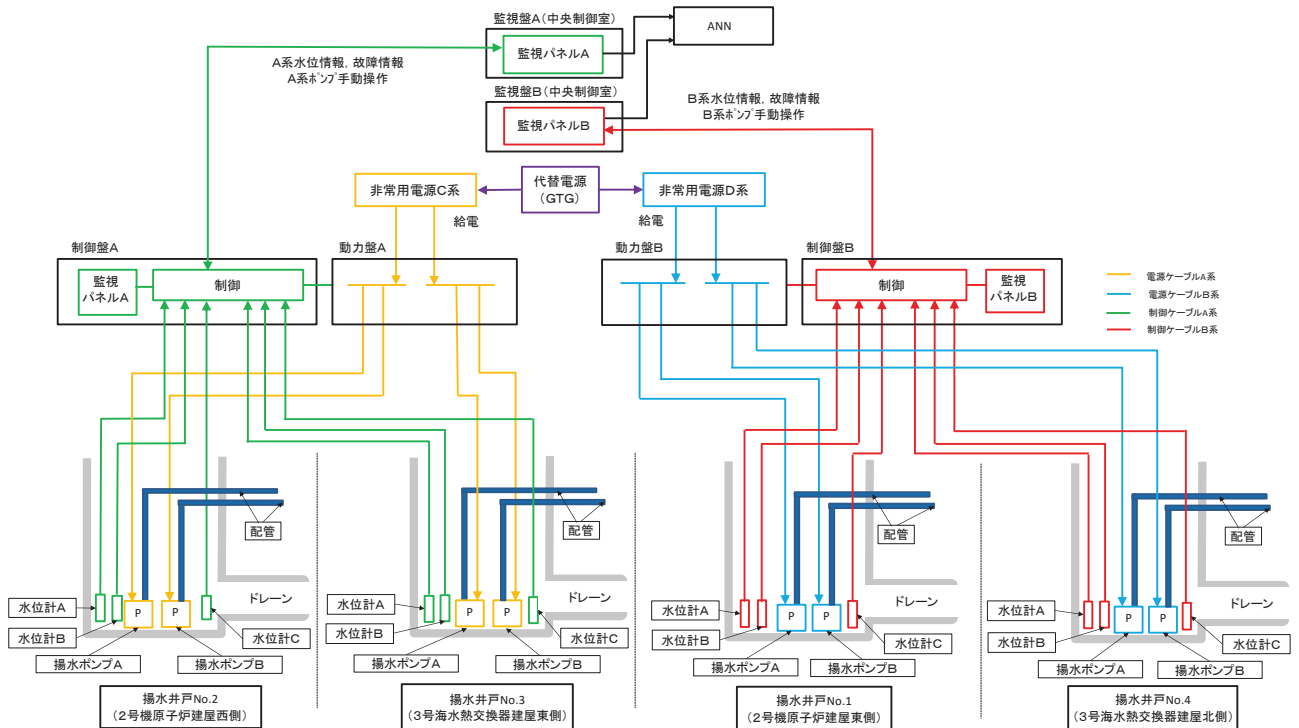 監視盤A(中央制御室)
監視パネルA
ANN
A系水位情報, 故障情報
A系ポンプ手動操作
監視盤B(中央制御室)
監視パネルB
B系水位情報, 故障情報
B系ポンプ手動操作
非常用電源C系
代替電源
(GTG)
非常用電源D系
給電
給電
制御盤A
監視
パネルA
制御
動力盤A
動力盤B
制御盤B
制御
監視
パネルB
電源ケーブルA系
電源ケーブルB系
制御ケーブルA系
制御ケーブルB系
配管
ドレーン
P
P
水位計A
水位計B
水位計C
揚水ポンプA
揚水ポンプB
揚水井戸No.2
(2号機原子炉建屋西側)
配管
ドレーン
P
P
水位計A
水位計B
水位計C
揚水ポンプA
揚水ポンプB
揚水井戸No.3
(3号海水熱交換器建屋東側)
配管
ドレーン
P
P
水位計A
水位計B
水位計C
揚水ポンプA
揚水ポンプB
揚水井戸No.1
(2号機原子炉建屋東側)
配管
ドレーン
P
P
水位計A
水位計B
水位計C
揚水ポンプA
揚水ポンプB
揚水井戸No.4
(3号海水熱交換器建屋北側)